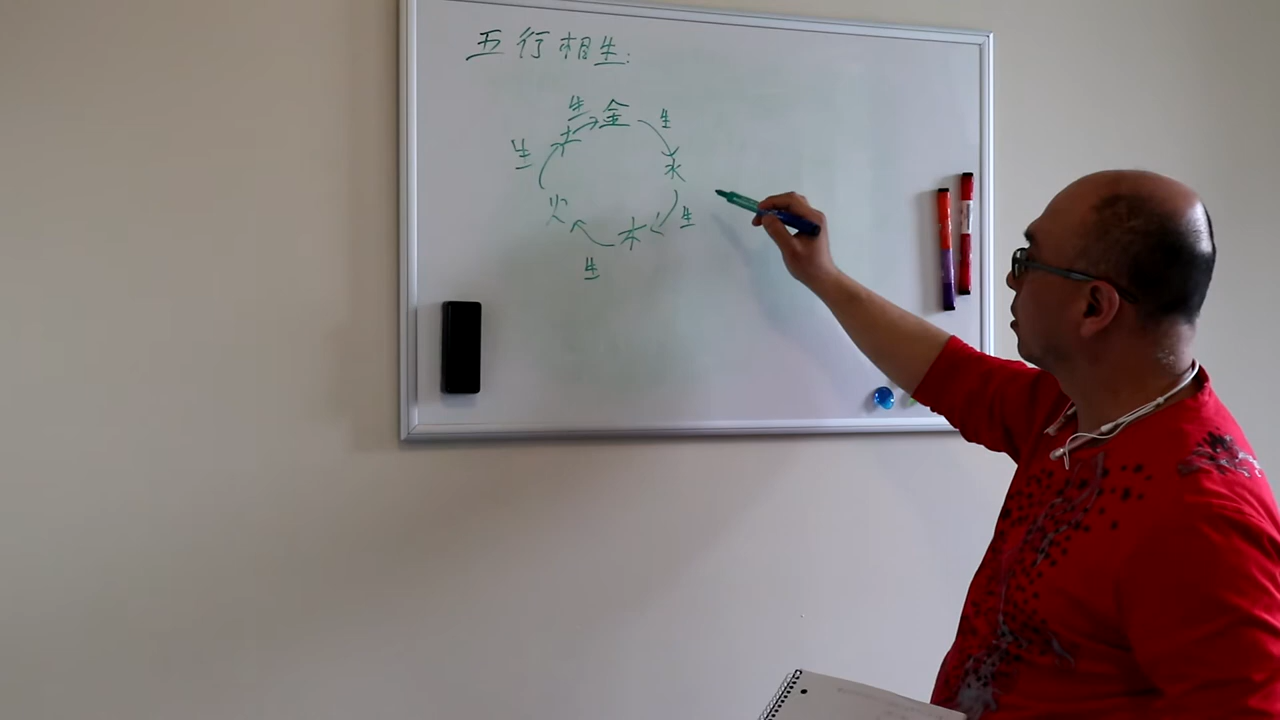 五行相生:
生 金 生
土
生 水
火 木 生
生